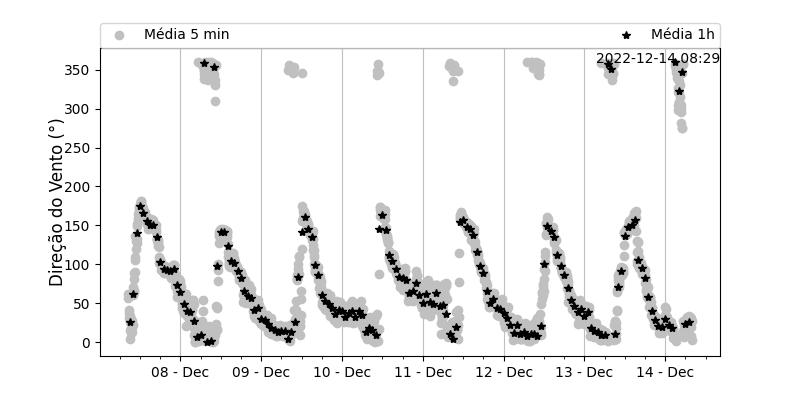 Média 5 min
Média 1h
2022-12-14 08:29
Direção do Vento (°)
350
300
250
200
150
100
50
0
08 - Dec
09 - Dec
10 - Dec
11 - Dec
12 - Dec
13 - Dec
14 - Dec